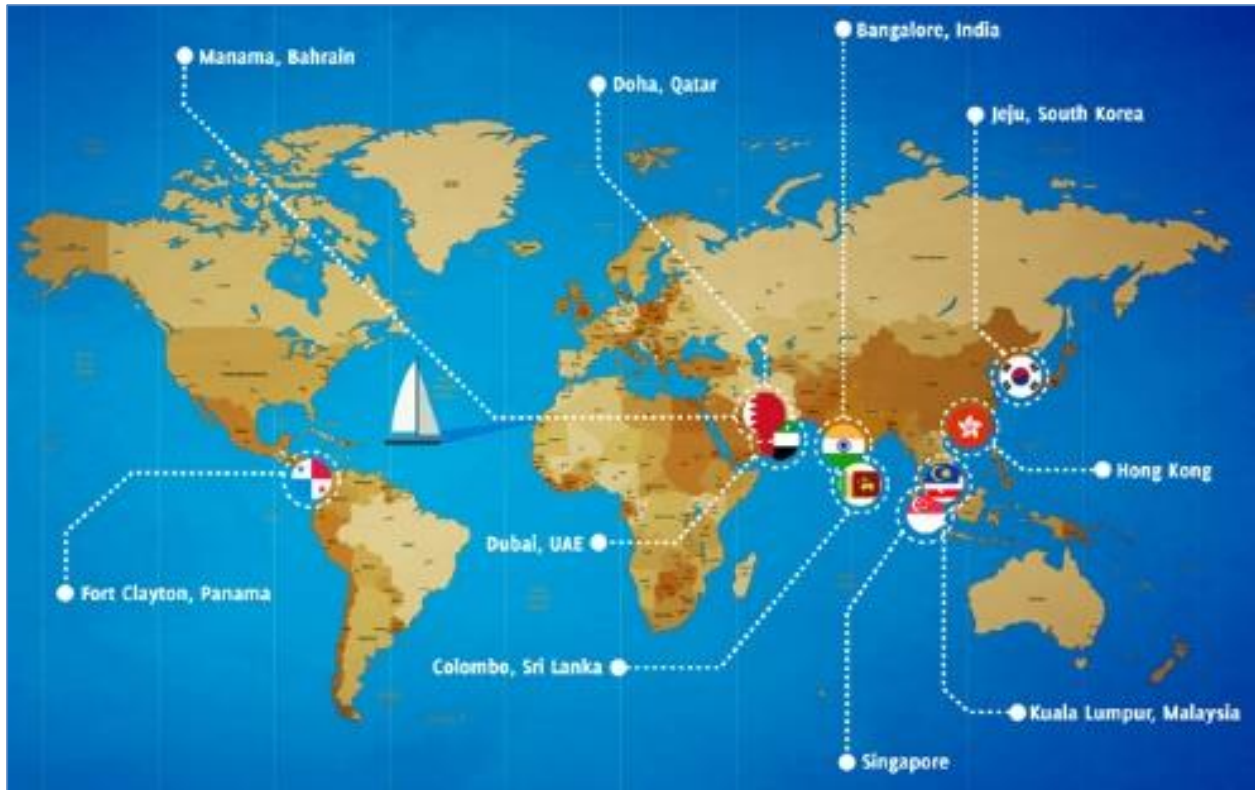 Bangalore, India
Manama, Bahrain
Doha, Qatar
Jeju, South Korea
Hong Kong
Dubai, UAE
Fort Clayton, Panama
Colombo, Sri Lanka
Kuala Lumpur, Malaysia
Singapore